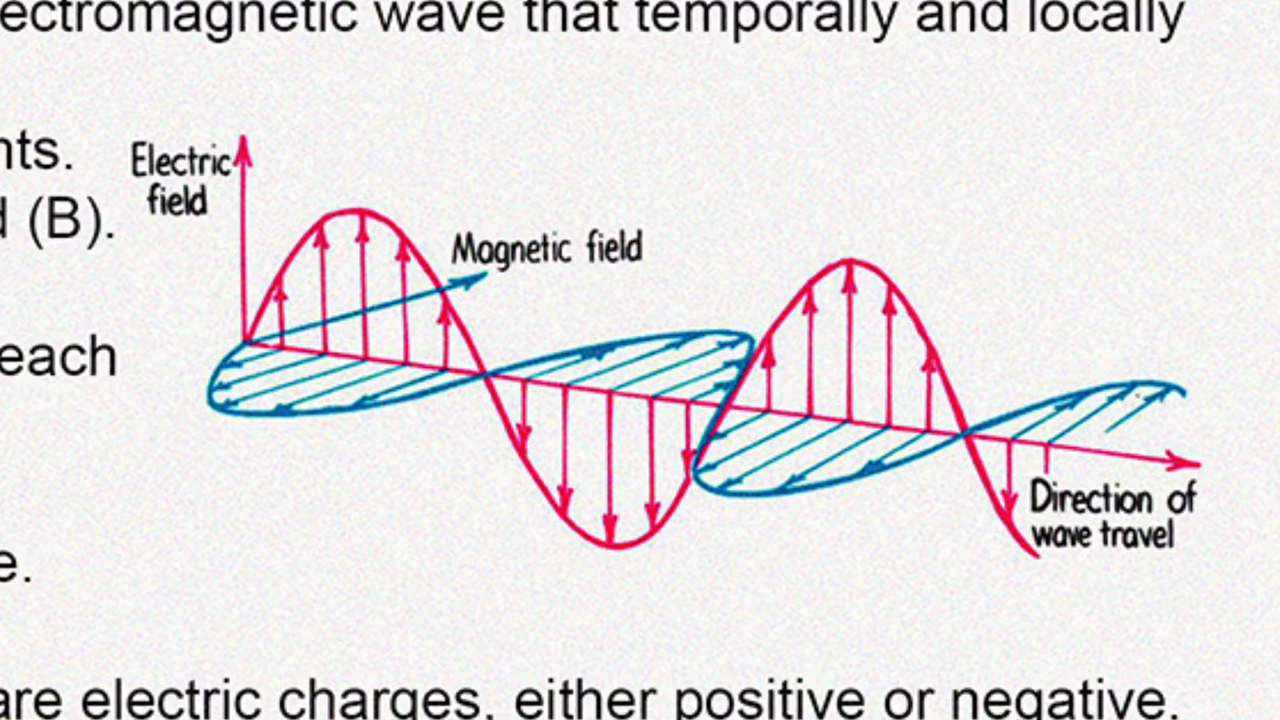 ectromagnetic wave that temporally and locally
nts.
Electric
field
d (B).
Magnetic field
each
Direction of
wave travel
e.
are electric charges, either positive or negative.